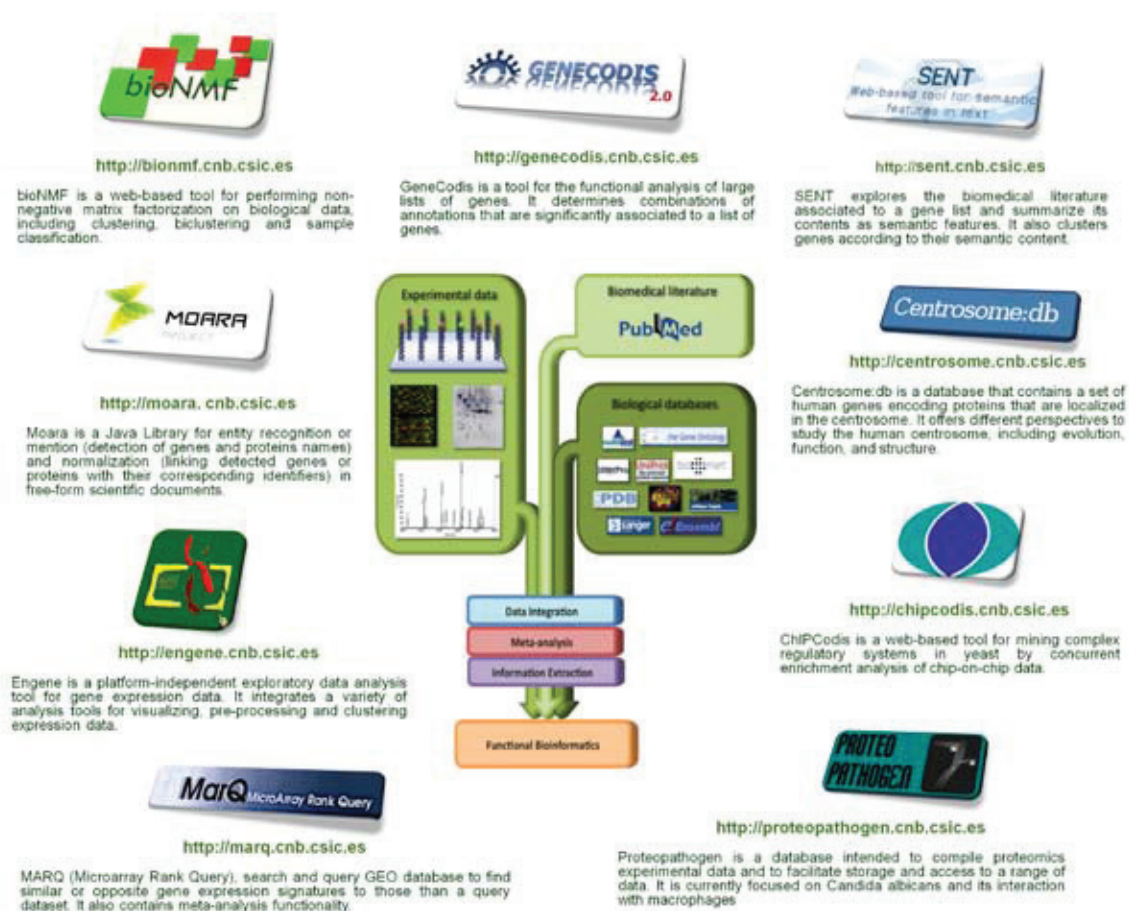 bioNMF
http://bionmf.cnb.csic.es
bioNMF is a web-based tool for performing non-
negative matrix factorization on biological data,
including clustering, biclustering and sample
classification.
GENECODIS
2.0
http://genecodis.cnb.csic.es
GeneCodis is a tool for the functional analysis of large
lists of genes. It determines combinations of
annotations that are significantly associated to a list of
genes.
SENT
Web-based tool for semantic
features in text
http://sent.cnb.csic.es
SENT explores the biomedical literature
associated to a gene list and summarize its
contents as semantic features. It also clusters
genes according to their semantic content.
MOARA
PROJECT
http://moara. cnb.csic.es
Moara is a Java Library for entity recognition or
mention (detection of genes and proteins names)
and normalization (linking detected genes or
proteins with their corresponding identifiers) in
free-form scientific documents.
Experimental data
Biomedical literature
PubMed
Biological databases
the Gene Ontology
InterPro
UniProt
biomart
PDB
Sanger
e!Ensembl
Data Integration
Meta-analysis
Information Extraction
Functional Bioinformatics
Centrosome:db
http://centrosome.cnb.csic.es
Centrosome:db is a database that contains a set of
human genes encoding proteins that are localized
in the centrosome. It offers different perspectives to
study the human centrosome, including evolution,
function, and structure.
http://chipcodis.cnb.csic.es
ChIPCodis is a web-based tool for mining complex
regulatory systems in yeast by concurrent
enrichment analysis of chip-on-chip data.
http://engene.cnb.csic.es
Engene is a platform-independent exploratory data analysis
tool for gene expression data. It integrates a variety of
analysis tools for visualizing, pre-processing and clustering
expression data.
MarQ MicroArray Rank Query
http://marq.cnb.csic.es
MARQ (Microarray Rank Query), search and query GEO database to find
similar or opposite gene expression signatures to those than a query
dataset. It also contains meta-analysis functionality.
PROTEO
PATHOGEN
http://proteopathogen.cnb.csic.es
Proteopathogen is a database intended to compile proteomics
experimental data and to facilitate storage and access to a range of
data. It is currently focused on Candida albicans and its interaction
with macrophages